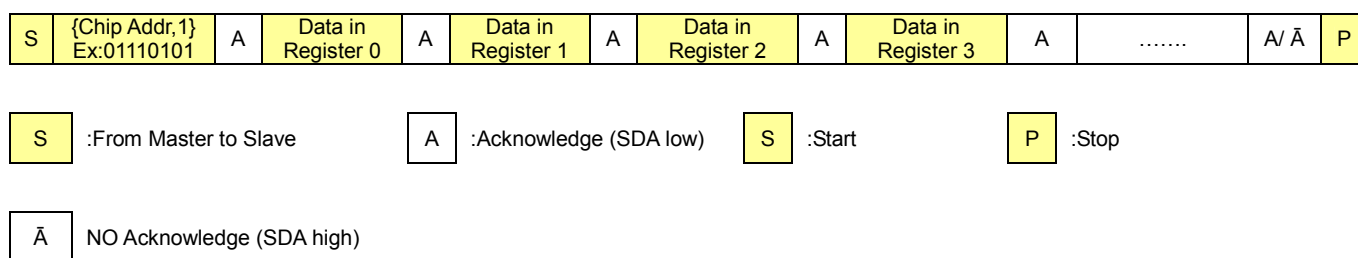 S {Chip Addr,1} Ex:01110101 A Data in Register 0 A Data in Register 1 A Data in Register 2 A Data in Register 3 A ....... A/ Ā P
S :From Master to Slave A :Acknowledge (SDA low) S :Start P :Stop
Ā NO Acknowledge (SDA high)